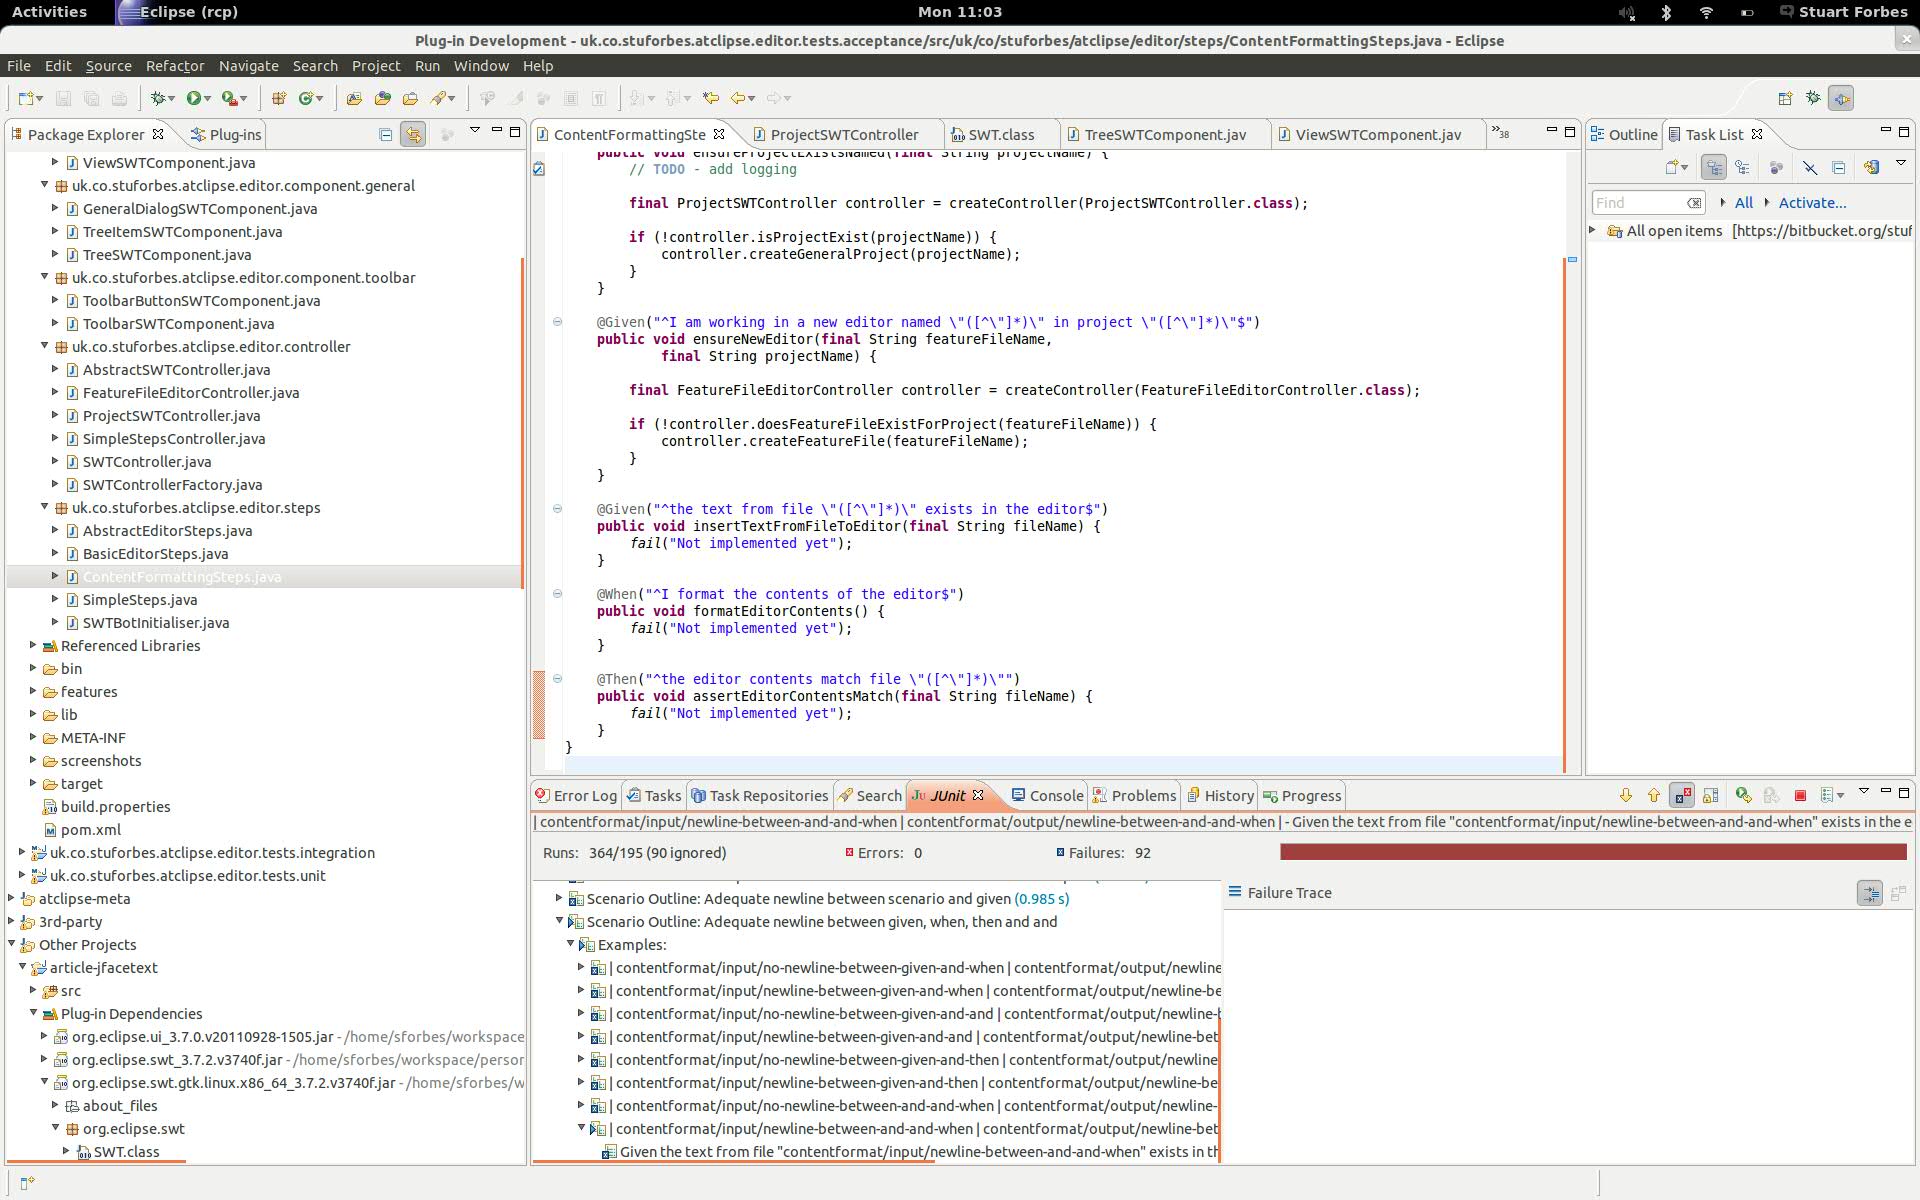 Activities
Eclipse (rcp)
Mon 11:03
Stuart Forbes
Plug-in Development - uk.co.stuforbes.atclipse.editor.tests.acceptance/src/uk/co/stuforbes/atclipse/editor/steps/ContentFormattingSteps.java - Eclipse
File Edit Source Refactor Navigate Search Project Run Window Help
Package Explorer
Plug-ins
ViewSWTComponent.java
uk.co.stuforbes.atclipse.editor.component.general
GeneralDialogSWTComponent.java
TreeItemSWTComponent.java
TreeSWTComponent.java
uk.co.stuforbes.atclipse.editor.component.toolbar
ToolbarButtonSWTComponent.java
ToolbarSWTComponent.java
uk.co.stuforbes.atclipse.editor.controller
AbstractSWTController.java
FeatureFileEditorController.java
ProjectSWTController.java
SimpleStepsController.java
SWTController.java
SWTControllerFactory.java
uk.co.stuforbes.atclipse.editor.steps
AbstractEditorSteps.java
BasicEditorSteps.java
ContentFormattingSteps.java
SimpleSteps.java
SWTBotInitialiser.java
Referenced Libraries
bin
features
lib
META-INF
screenshots
target
build.properties
pom.xml
uk.co.stuforbes.atclipse.editor.tests.integration
uk.co.stuforbes.atclipse.editor.tests.unit
atclipse-meta
3rd-party
Other Projects
article-jfacetext
src
Plug-in Dependencies
org.eclipse.ui_3.7.0.v20110928-1505.jar - /home/sforbes/workspace
org.eclipse.swt_3.7.2.v3740f.jar - /home/sforbes/workspace/persor
org.eclipse.swt.gtk.linux.x86_64_3.7.2.v3740f.jar - /home/sforbes/w
about_files
org.eclipse.swt
SWT.class
ContentFormattingSte
ProjectSWTController
SWT.class
TreeSWTComponent.jav
ViewSWTComponent.jav
»38
public void ensureProjectExistsNamed(final String projectName) {
// TODO - add logging
final ProjectSWTController controller = createController(ProjectSWTController.class);
if (!controller.isProjectExist(projectName)) {
controller.createGeneralProject(projectName);
}
}
@Given("^I am working in a new editor named \"([^\"]*)\" in project \"([^\"]*)\"$")
public void ensureNewEditor(final String featureFileName,
final String projectName) {
final FeatureFileEditorController controller = createController(FeatureFileEditorController.class);
if (!controller.doesFeatureFileExistForProject(featureFileName)) {
controller.createFeatureFile(featureFileName);
}
}
@Given("^the text from file \"([^\"]*)\" exists in the editor$")
public void insertTextFromFileToEditor(final String fileName) {
fail("Not implemented yet");
}
@When("^I format the contents of the editor$")
public void formatEditorContents() {
fail("Not implemented yet");
}
@Then("^the editor contents match file \"([^\"]*)\"")
public void assertEditorContentsMatch(final String fileName) {
fail("Not implemented yet");
}
}
Outline
Task List
Find
All
Activate...
All open items [https://bitbucket.org/stuf
Error Log
Tasks
Task Repositories
Search
JUnit
Console
Problems
History
Progress
| contentformat/input/newline-between-and-and-when | contentformat/output/newline-between-and-and-when | - Given the text from file "contentformat/input/newline-between-and-and-when" exists in the e
Runs: 364/195 (90 ignored)
Errors: 0
Failures: 92
Scenario Outline: Adequate newline between scenario and given (0.985 s)
Scenario Outline: Adequate newline between given, when, then and and
Examples:
| contentformat/input/no-newline-between-given-and-when | contentformat/output/newline
| contentformat/input/newline-between-given-and-when | contentformat/output/newline-be
| contentformat/input/no-newline-between-given-and-and | contentformat/output/newline-
| contentformat/input/newline-between-given-and-and | contentformat/output/newline-bet
| contentformat/input/no-newline-between-given-and-then | contentformat/output/newline
| contentformat/input/newline-between-given-and-then | contentformat/output/newline-be
| contentformat/input/no-newline-between-and-and-when | contentformat/output/newline-
| contentformat/input/newline-between-and-and-when | contentformat/output/newline-bet
Given the text from file "contentformat/input/newline-between-and-and-when" exists in th
Failure Trace